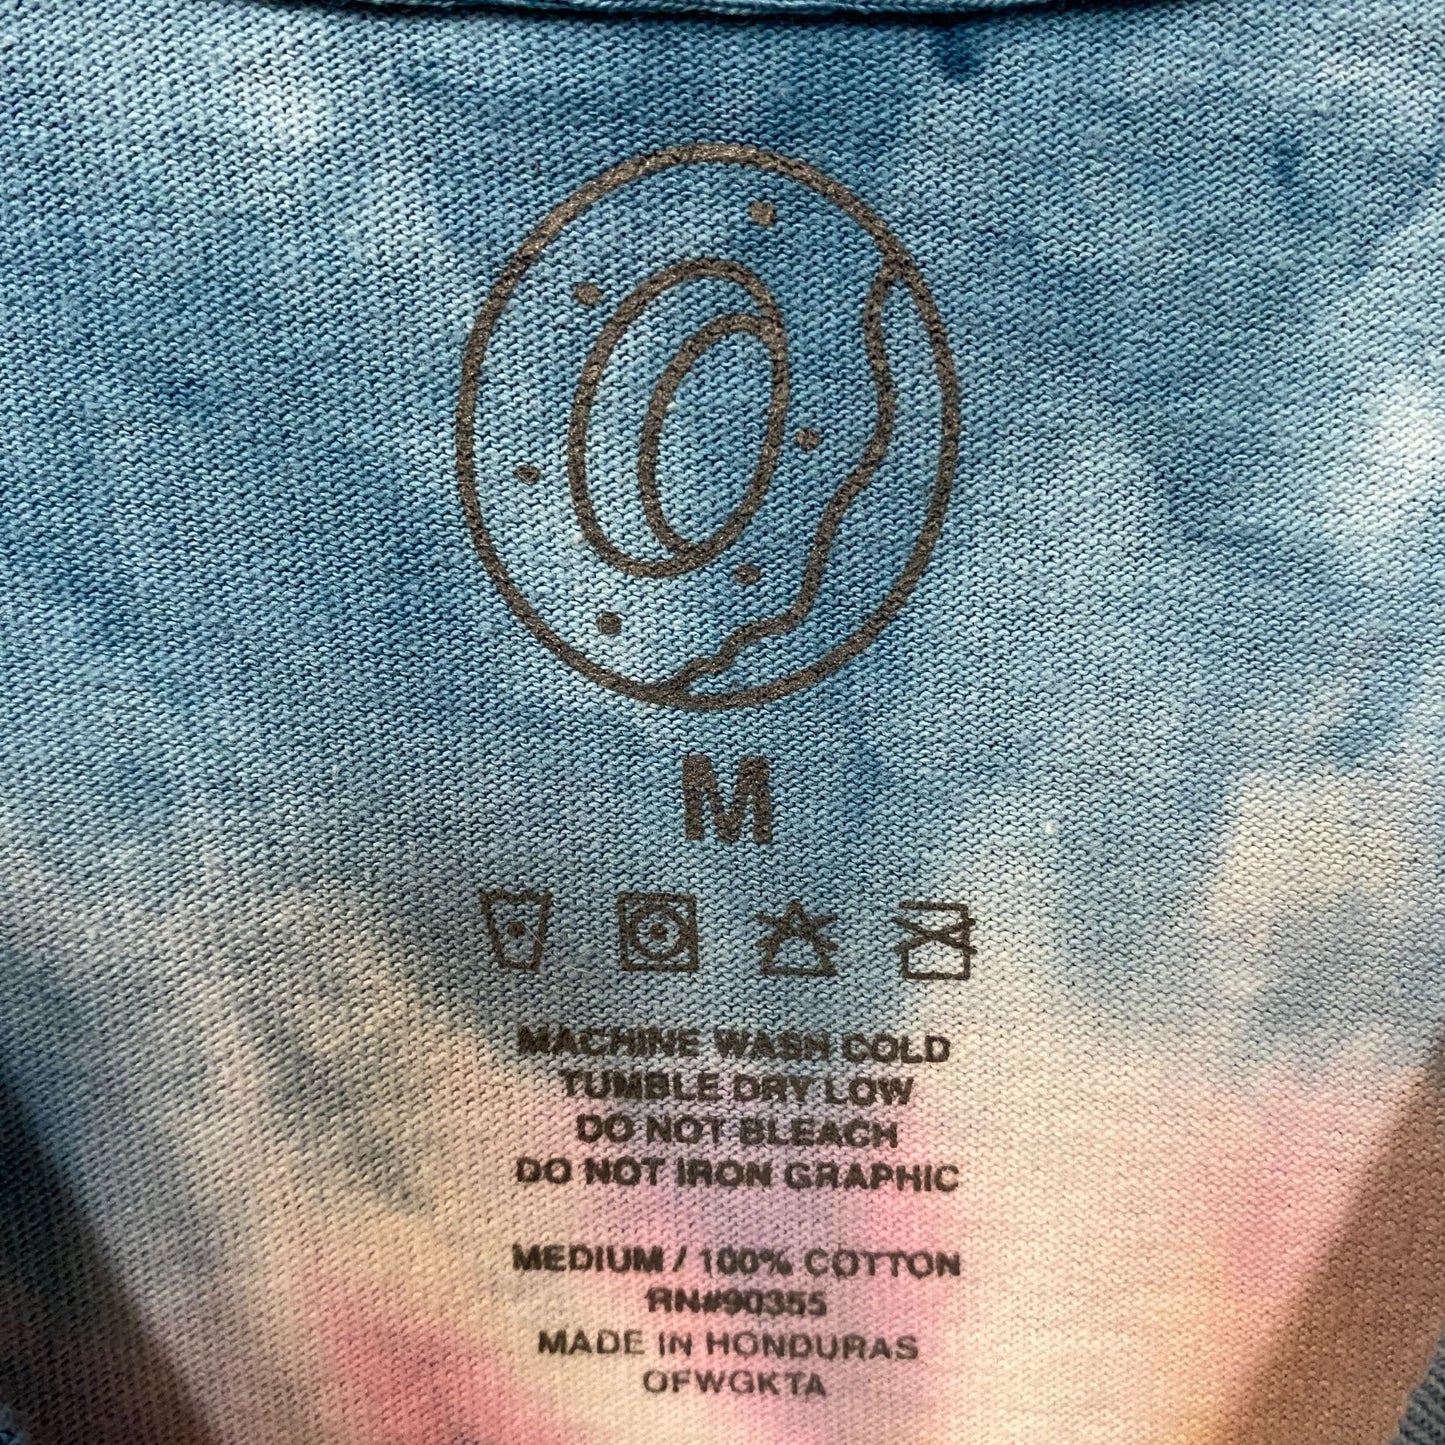 M
MACHINE WASH COLD
TUMBLE DRY LOW
DO NOT BLEACH
DO NOT IRON GRAPHIC
MEDIUM / 100% COTTON
RN#90355
MADE IN HONDURAS
OFWGKTA